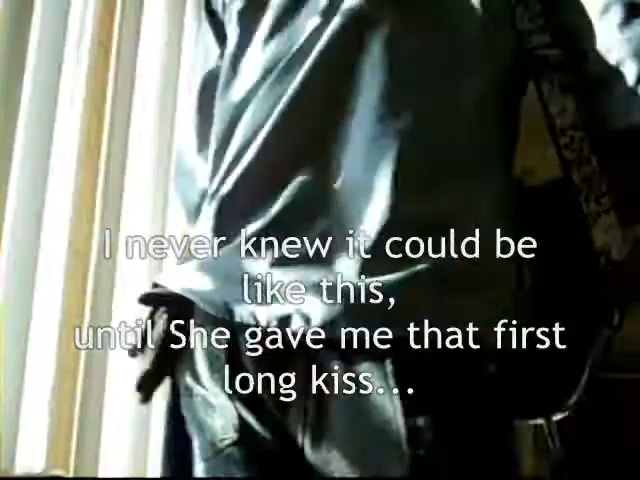 I never knew it could be
like this,
until She gave me that first
long kiss...